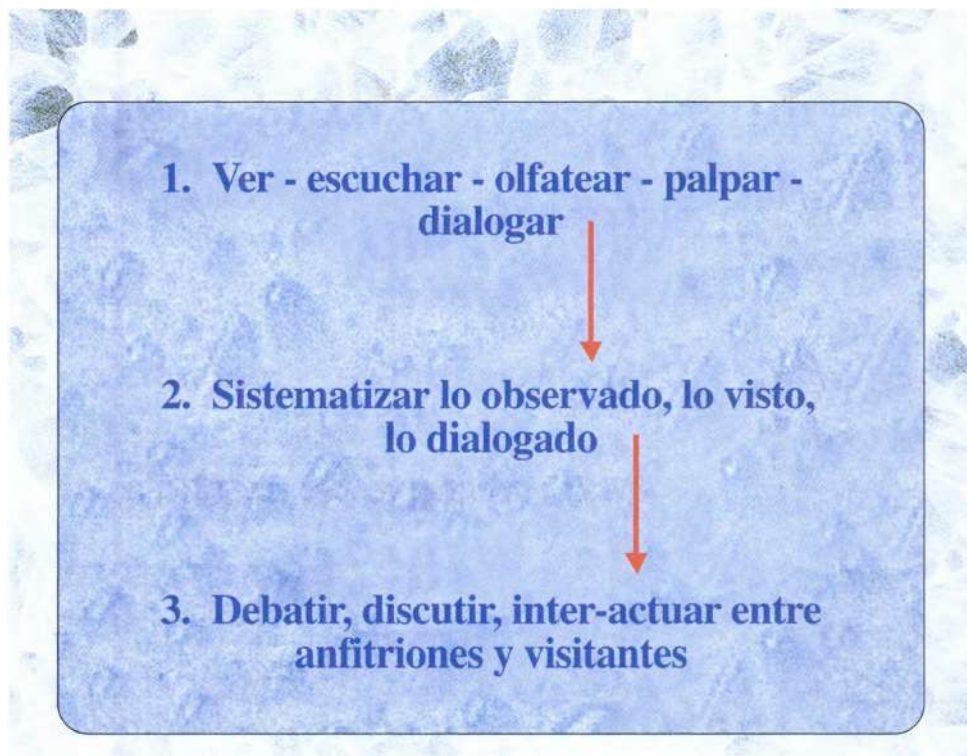 1. Ver - escuchar - olfatear - palpar -
dialogar
2. Sistematizar lo observado, lo visto,
lo dialogado
3. Debatir, discutir, inter-actuar entre
anfitriones y visitantes